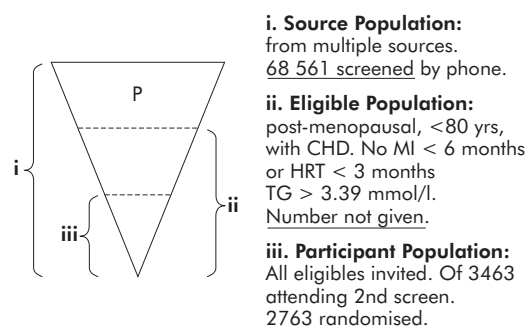 P
i
ii
iii
i. Source Population:
from multiple sources.
68 561 screened by phone.
ii. Eligible Population:
post-menopausal, <80 yrs,
with CHD. No MI < 6 months
or HRT < 3 months
TG > 3.39 mmol/l.
Number not given.
iii. Participant Population:
All eligibles invited. Of 3463
attending 2nd screen.
2763 randomised.